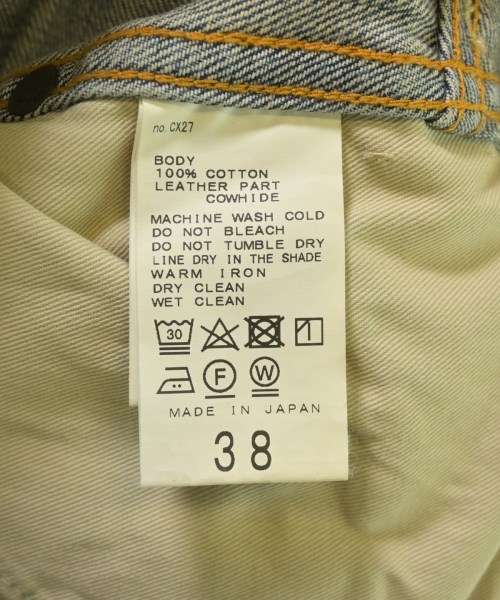 no. CX27
BODY
100% COTTON
LEATHER PART
COWHIDE
MACHINE WASH COLD
DO NOT BLEACH
DO NOT TUMBLE DRY
LINE DRY IN THE SHADE
WARM IRON
DRY CLEAN
WET CLEAN
30
F W
MADE IN JAPAN
38